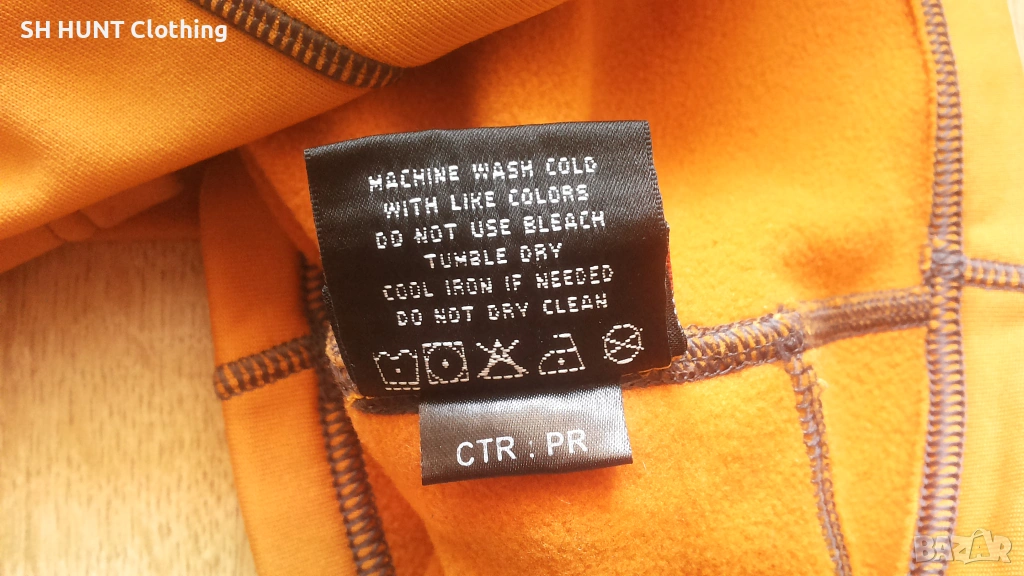 SH HUNT Clothing
MACHINE WASH COLD
WITH LIKE COLORS
DO NOT USE BLEACH
TUMBLE DRY
COOL IRON IF NEEDED
DO NOT DRY CLEAN
CTR : PR
BAZAR